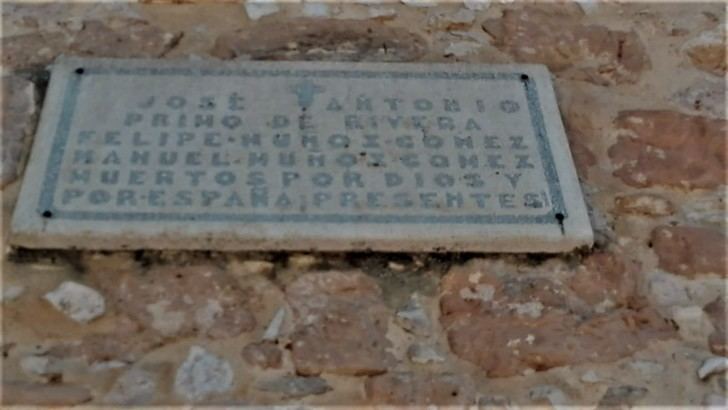 JOSÉ ANTONIO
PRIMO DE RIVERA
FELIPE·MUÑOZ·GOMEZ
MANUEL·MUÑOZ·GOMEZ
MUERTOS POR DIOS Y
POR·ESPAÑA¡PRESENTES!